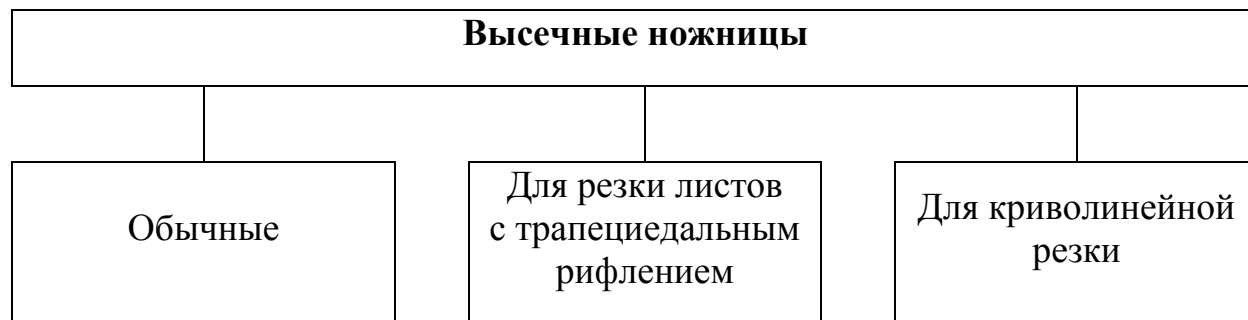 Высечные ножницы
Обычные
Для резки листов
с трапециедальным
рифлением
Для криволинейной
резки